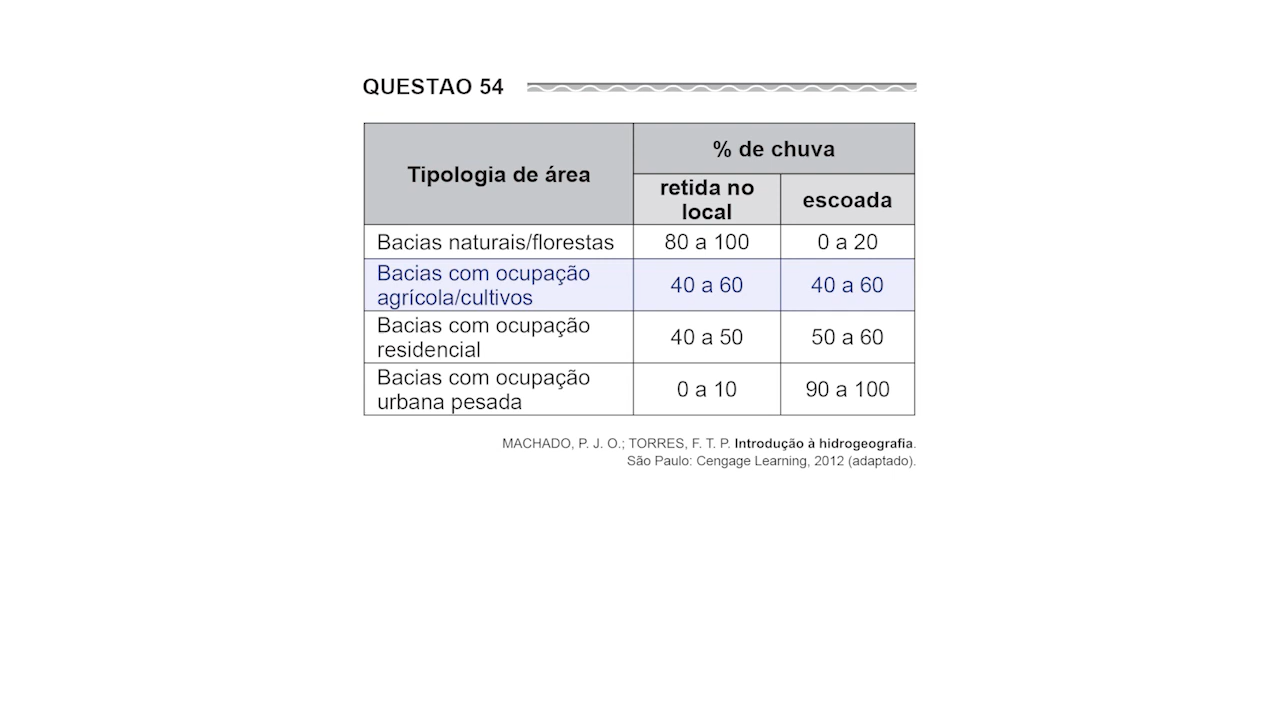 QUESTAO 54
Tipologia de área
% de chuva
retida no
local
escoada
Bacias naturais/florestas 80 a 100 0 a 20
Bacias com ocupação
agrícola/cultivos 40 a 60 40 a 60
Bacias com ocupação
residencial 40 a 50 50 a 60
Bacias com ocupação
urbana pesada 0 a 10 90 a 100
MACHADO, P. J. O.; TORRES, F. T. P. Introdução à hidrogeografia.
São Paulo: Cengage Learning, 2012 (adaptado).